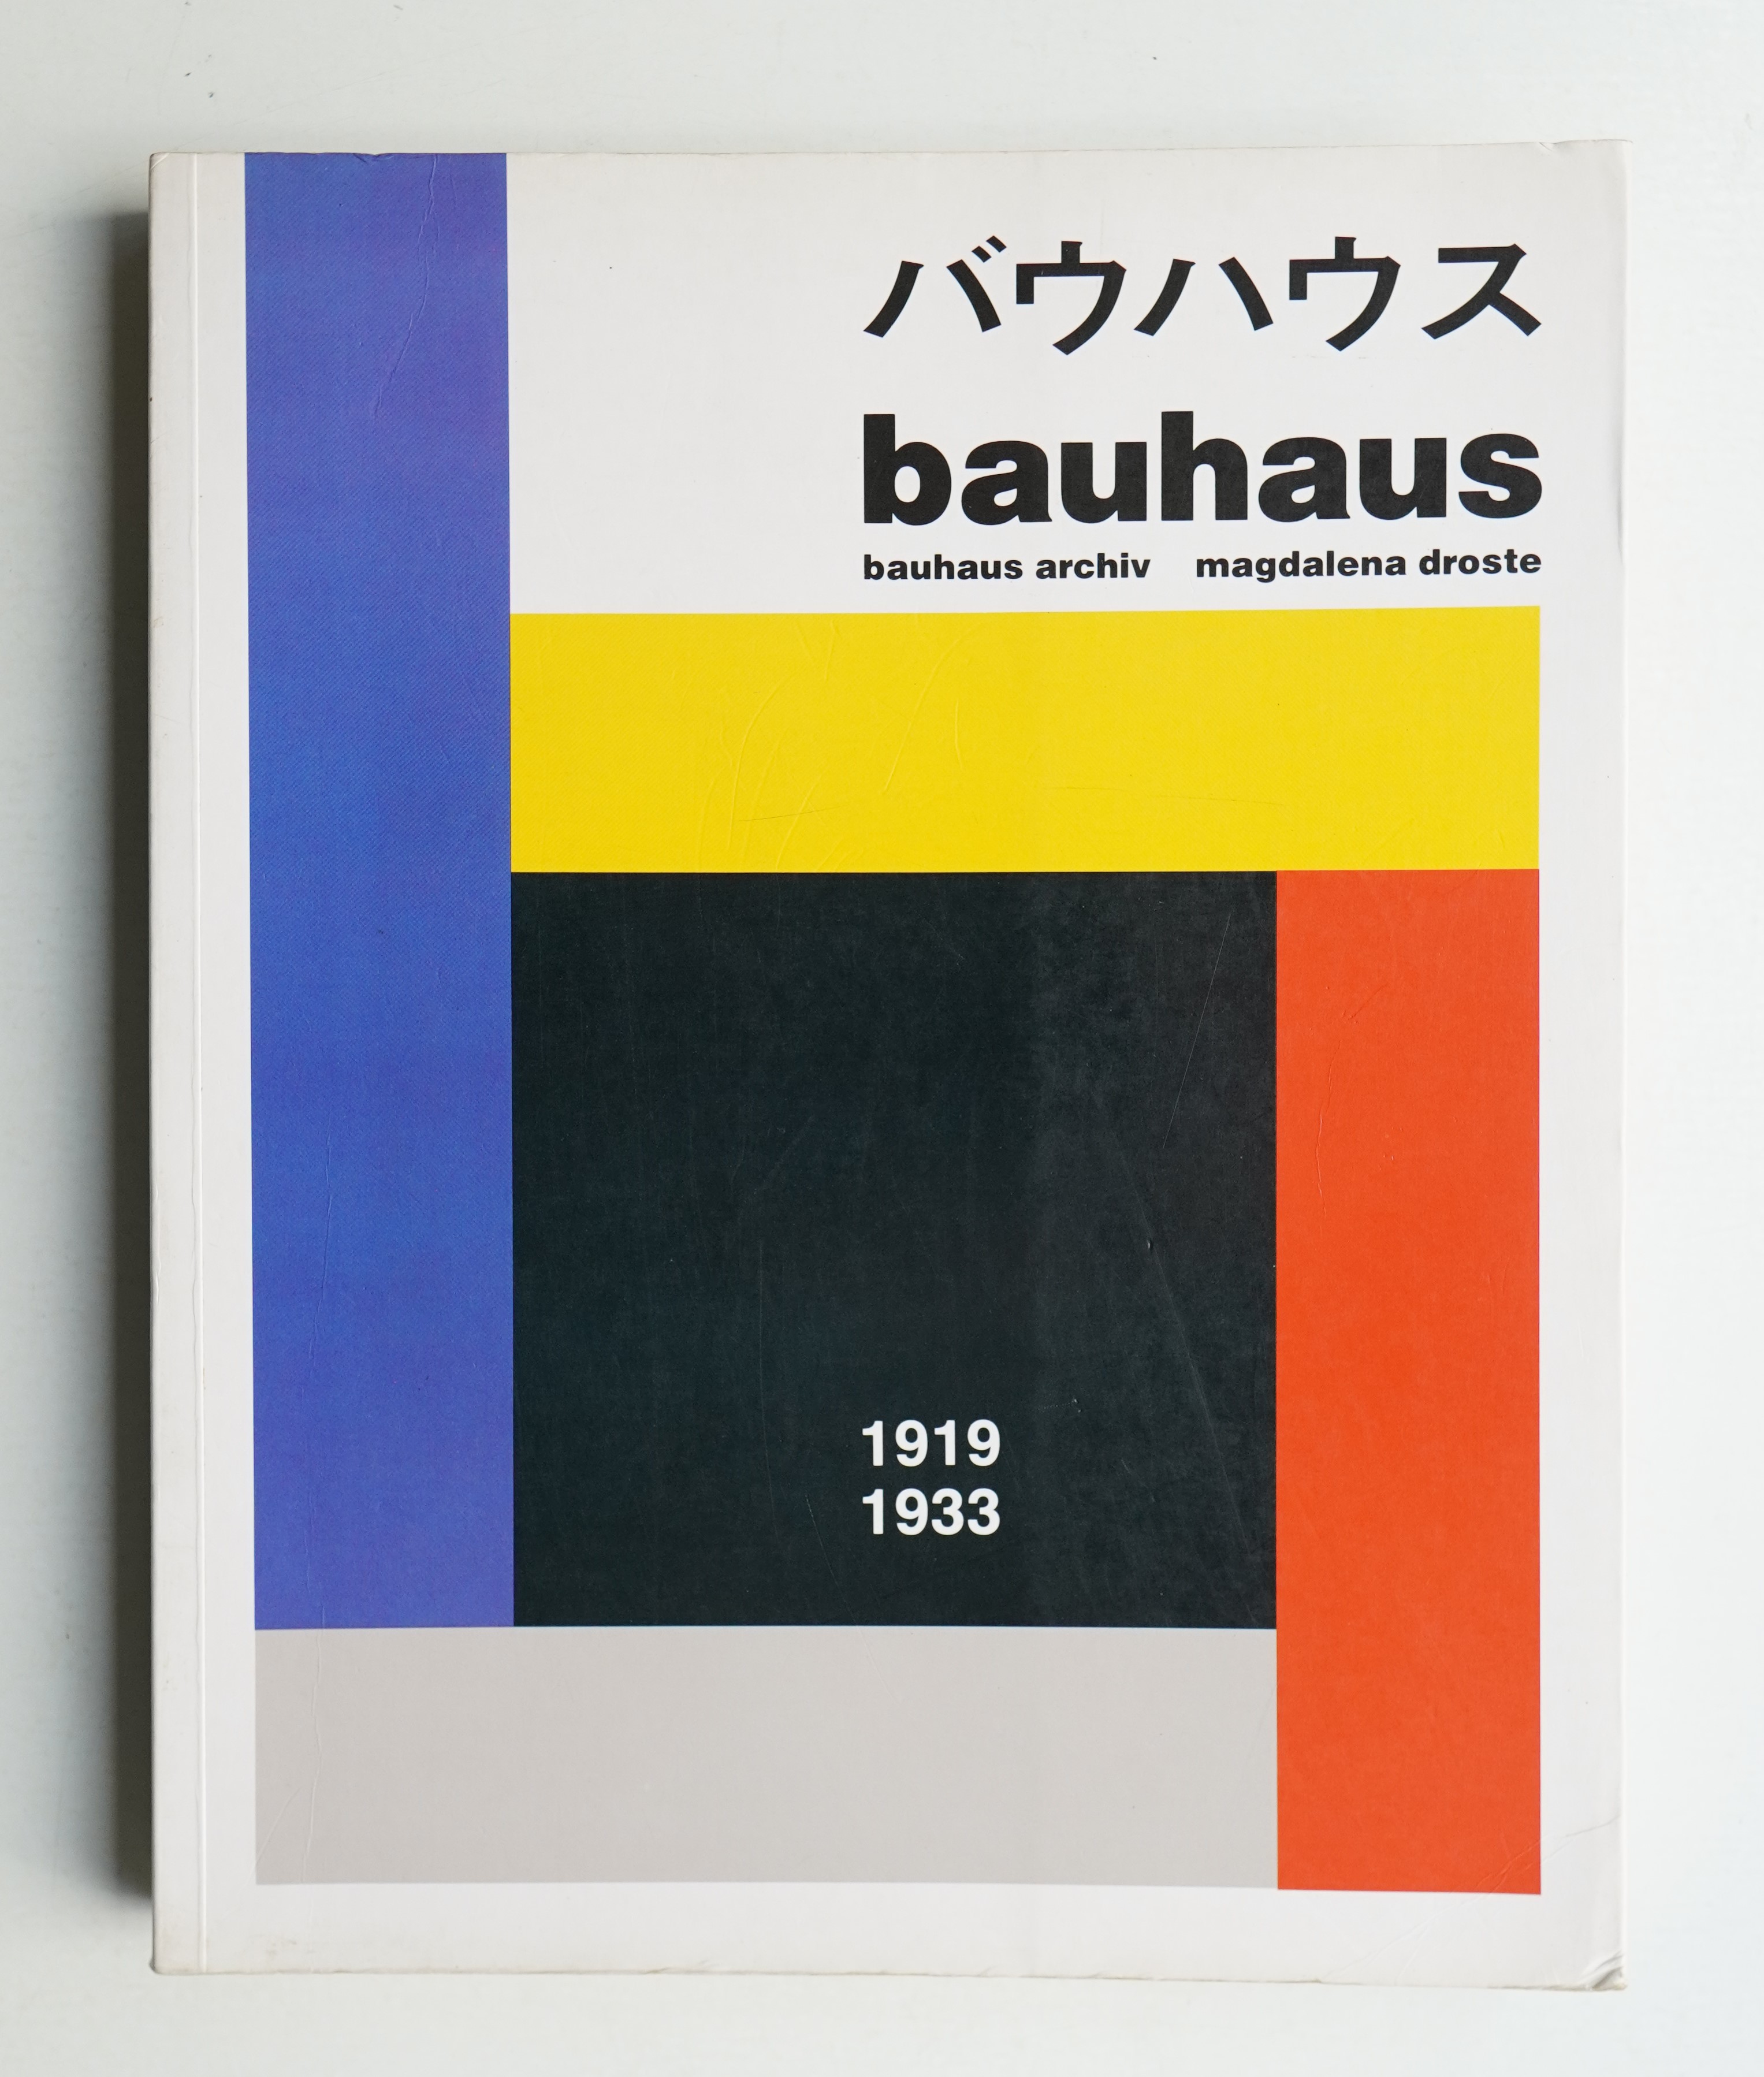 バウハウス
bauhaus
bauhaus archiv magdalena droste
1919
1933